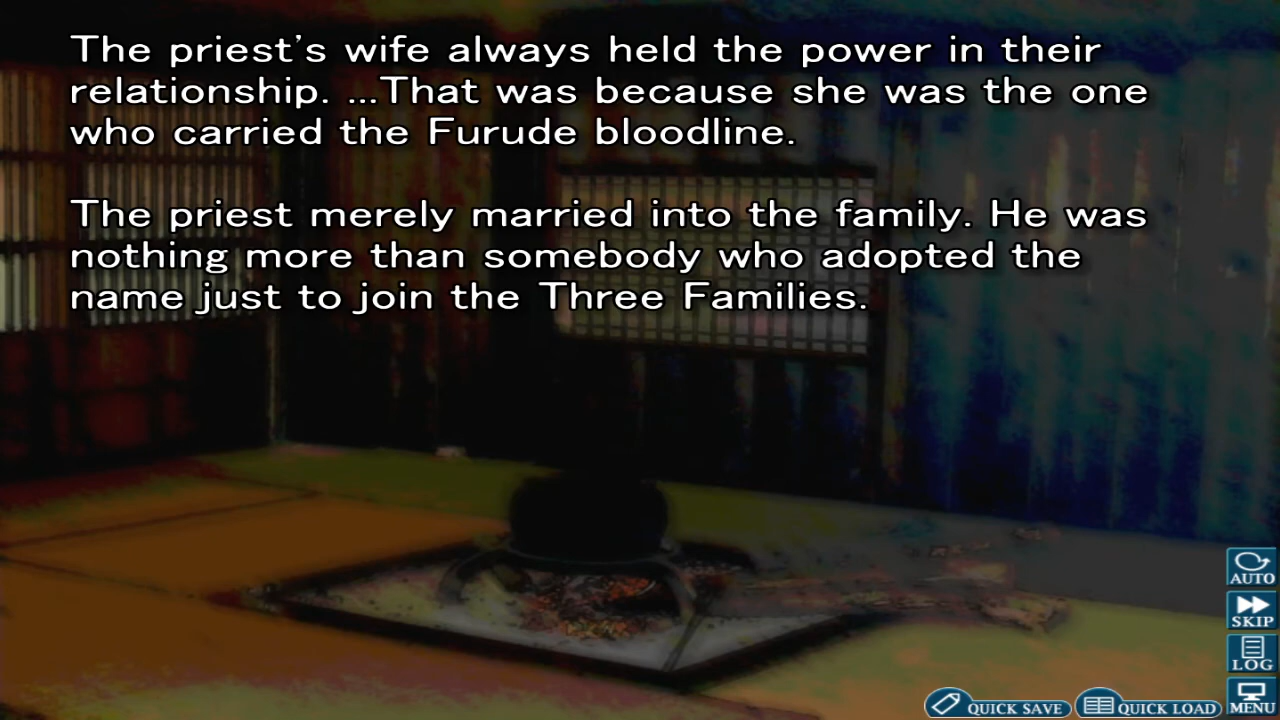 The priest’s wife always held the power in their
relationship. ...That was because she was the one
who carried the Furude bloodline.
The priest merely married into the family. He was
nothing more than somebody who adopted the
name just to join the Three Families.
AUTO
SKIP
LOG
MENU
QUICK SAVE
QUICK LOAD